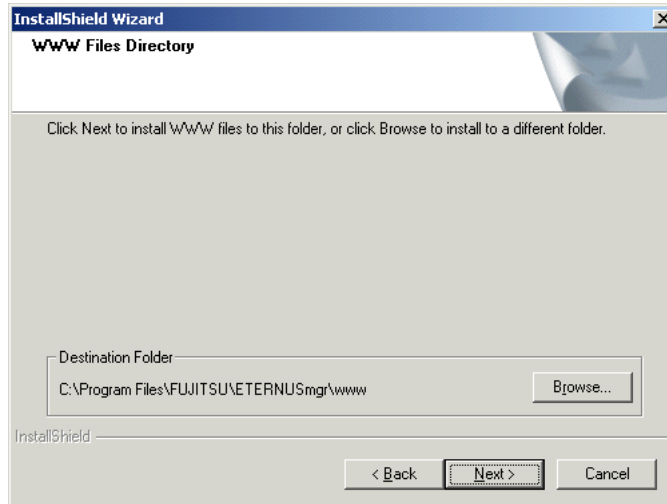 InstallShield Wizard
WWW Files Directory
Click Next to install WWW files to this folder, or click Browse to install to a different folder.
Destination Folder
C:\Program Files\FUJITSU\ETERNUSmgr\www
Browse...
InstallShield
< Back
Next >
Cancel